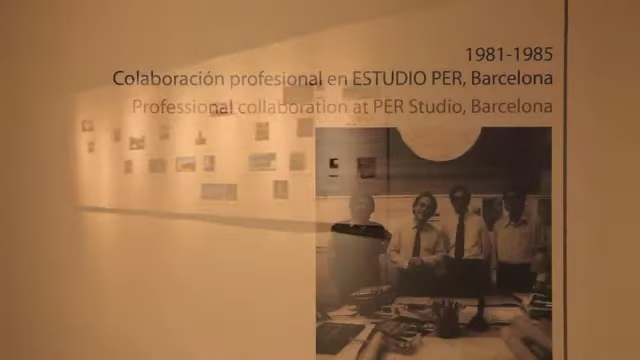 1981-1985
Colaboración profesional en ESTUDIO PER, Barcelona
Professional collaboration at PER Studio, Barcelona